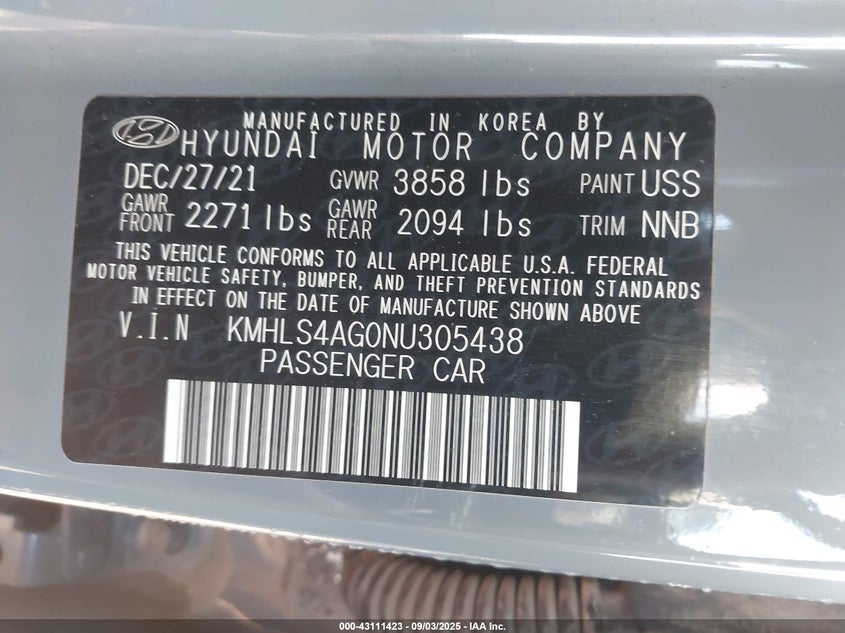 MANUFACTURED IN KOREA BY
HYUNDAI MOTOR COMPANY
DEC/27/21 GVWR 3858 lbs PAINT USS
GAWR FRONT 2271 lbs GAWR REAR 2094 lbs TRIM NNB
THIS VEHICLE CONFORMS TO ALL APPLICABLE U.S.A. FEDERAL
MOTOR VEHICLE SAFETY, BUMPER, AND THEFT PREVENTION STANDARDS
IN EFFECT ON THE DATE OF MANUFACTURE SHOWN ABOVE
V.I.N KMHLS4AG0NU305438
PASSENGER CAR
000-43111423 - 09/03/2025 - IAA Inc.